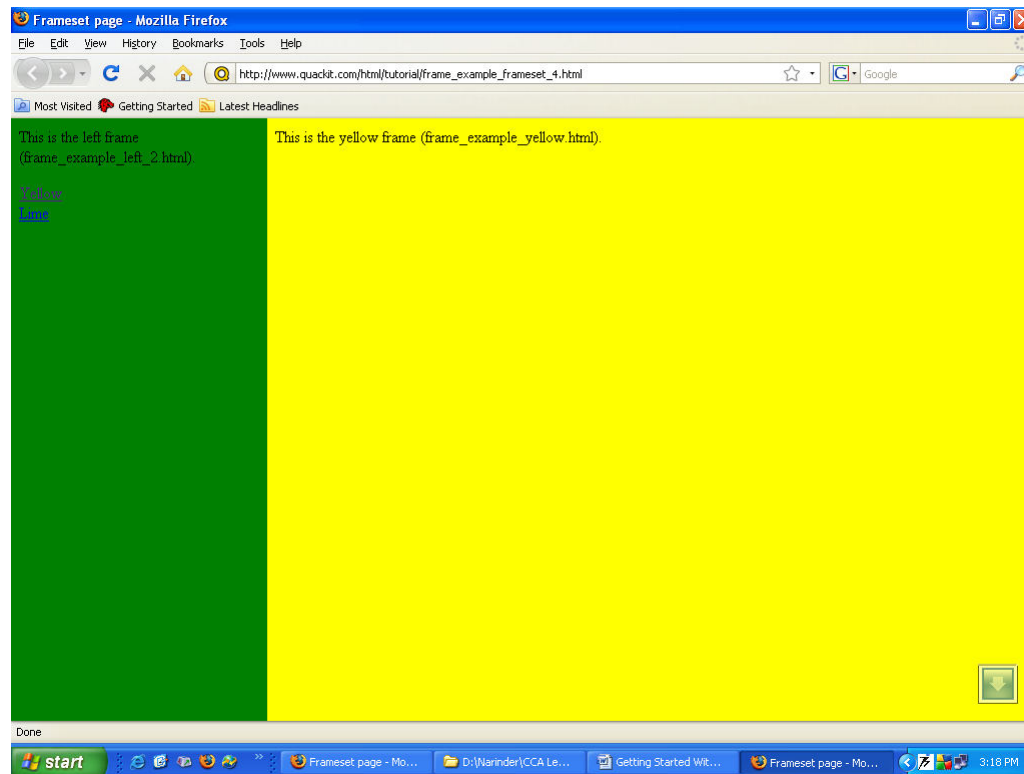 Frameset page - Mozilla Firefox
File Edit View History Bookmarks Tools Help
http://www.quackit.com/html/tutorial/frame_example_frameset_4.html
G Google
Most Visited Getting Started Latest Headlines
This is the left frame
(frame_example_left_2.html).
Yellow
Lime
This is the yellow frame (frame_example_yellow.html).
Done
start
Frameset page - Mo...
D:\Narinder\CCA Le...
Getting Started Wit...
Frameset page - Mo...
3:18 PM